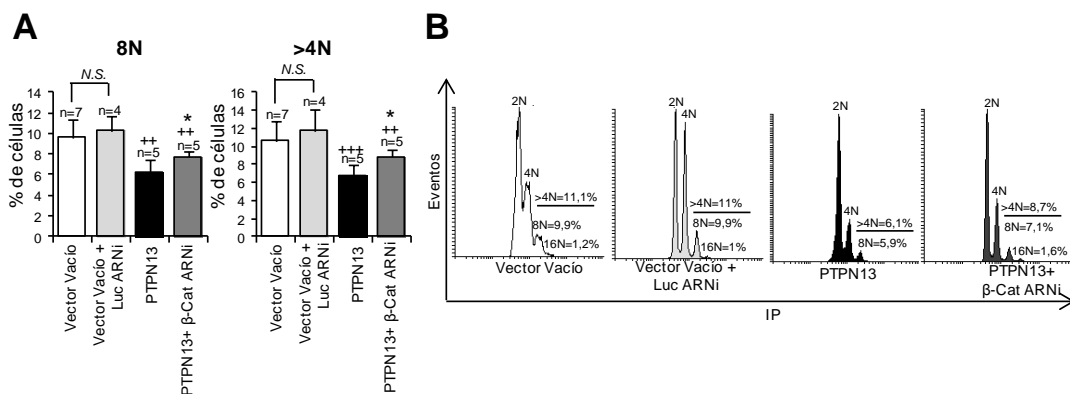 A
8N
N.S.
n=7
n=4
++
n=5
*
++
n=5
% de células
16
14
12
10
8
6
4
2
0
Vector Vacío
Vector Vacío +
Luc ARNi
PTPN13
PTPN13+ β-Cat ARNi
>4N
N.S.
n=7
n=4
+++
n=5
*
++
n=5
% de células
16
14
12
10
8
6
4
2
0
Vector Vacío
Vector Vacío +
Luc ARNi
PTPN13
PTPN13+ β-Cat ARNi
B
Eventos
2N
4N
>4N=11,1%
8N=9,9%
16N=1,2%
Vector Vacío
2N
4N
>4N=11%
8N=9,9%
16N=1%
Vector Vacío +
Luc ARNi
2N
4N
>4N=6,1%
8N=5,9%
PTPN13
2N
4N
>4N=8,7%
8N=7,1%
16N=1,6%
PTPN13+
β-Cat ARNi
IP